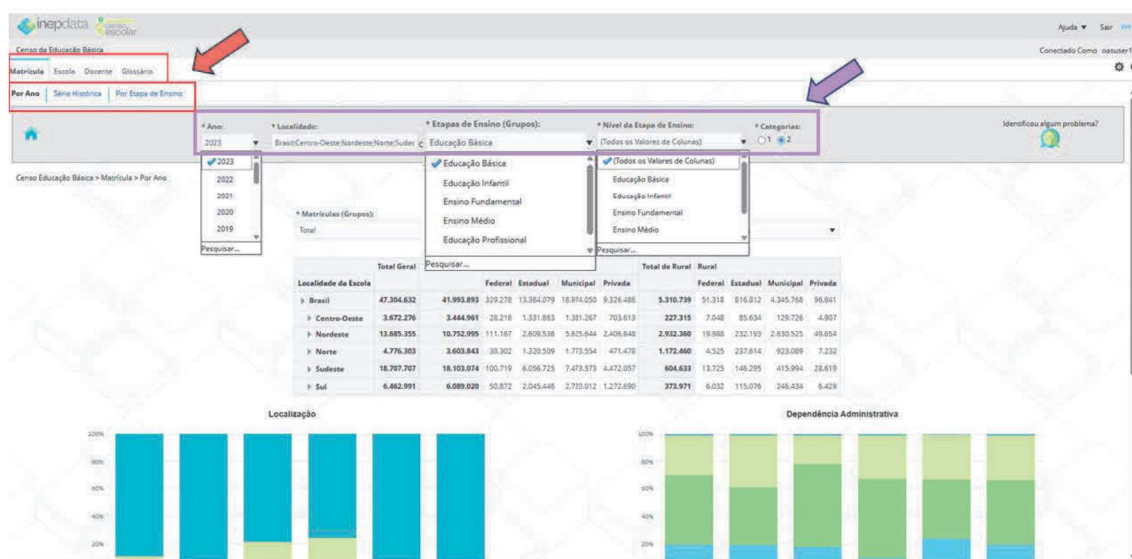 inepdata censo escolar
Ajuda ▼ Sair
Censo da Educação Básica
Conectado Como oasuser1
Matrícula Escola Docente Glossário
Por Ano Série Histórica Por Etapa de Ensino
* Ano: * Localidade: * Etapas de Ensino (Grupos): * Nível da Etapa de Ensino: * Categorias:
Identificou algum problema?
2023 Brasil;Centro-Oeste;Nordeste;Norte;Sudes Educação Básica (Todos os Valores de Colunas) 1 2
2023
2022
2021
2020
2019
Pesquisar...
Educação Básica
Educação Infantil
Ensino Fundamental
Ensino Médio
Educação Profissional
Pesquisar...
(Todos os Valores de Colunas)
Educação Básica
Educação Infantil
Ensino Fundamental
Ensino Médio
Pesquisar...
Censo Educação Básica > Matrícula > Por Ano
* Matrículas (Grupos):
Total
Total Geral Total de Rural Rural
Localidade da Escola Federal Estadual Municipal Privada Federal Estadual Municipal Privada
Brasil 47.304.632 41.993.893 329.278 13.364.079 18.974.050 9.326.486 5.310.739 51.318 816.812 4.345.768 96.841
Centro-Oeste 3.672.276 3.444.961 28.218 1.331.863 1.381.267 703.613 227.315 7.048 85.634 129.726 4.907
Nordeste 13.685.355 10.752.995 111.167 2.609.536 5.625.644 2.406.648 2.932.360 19.988 232.193 2.630.525 49.654
Norte 4.776.303 3.603.843 38.302 1.320.509 1.773.554 471.478 1.172.460 4.525 237.614 923.089 7.232
Sudeste 18.707.707 18.103.074 100.719 6.056.725 7.473.573 4.472.057 604.633 13.725 146.295 415.994 28.619
Sul 6.462.991 6.089.020 50.872 2.045.446 2.720.012 1.272.690 373.971 6.032 115.076 246.434 6.429
Localização
Dependência Administrativa
100% 100%
80% 80%
60% 60%
40% 40%
20% 20%